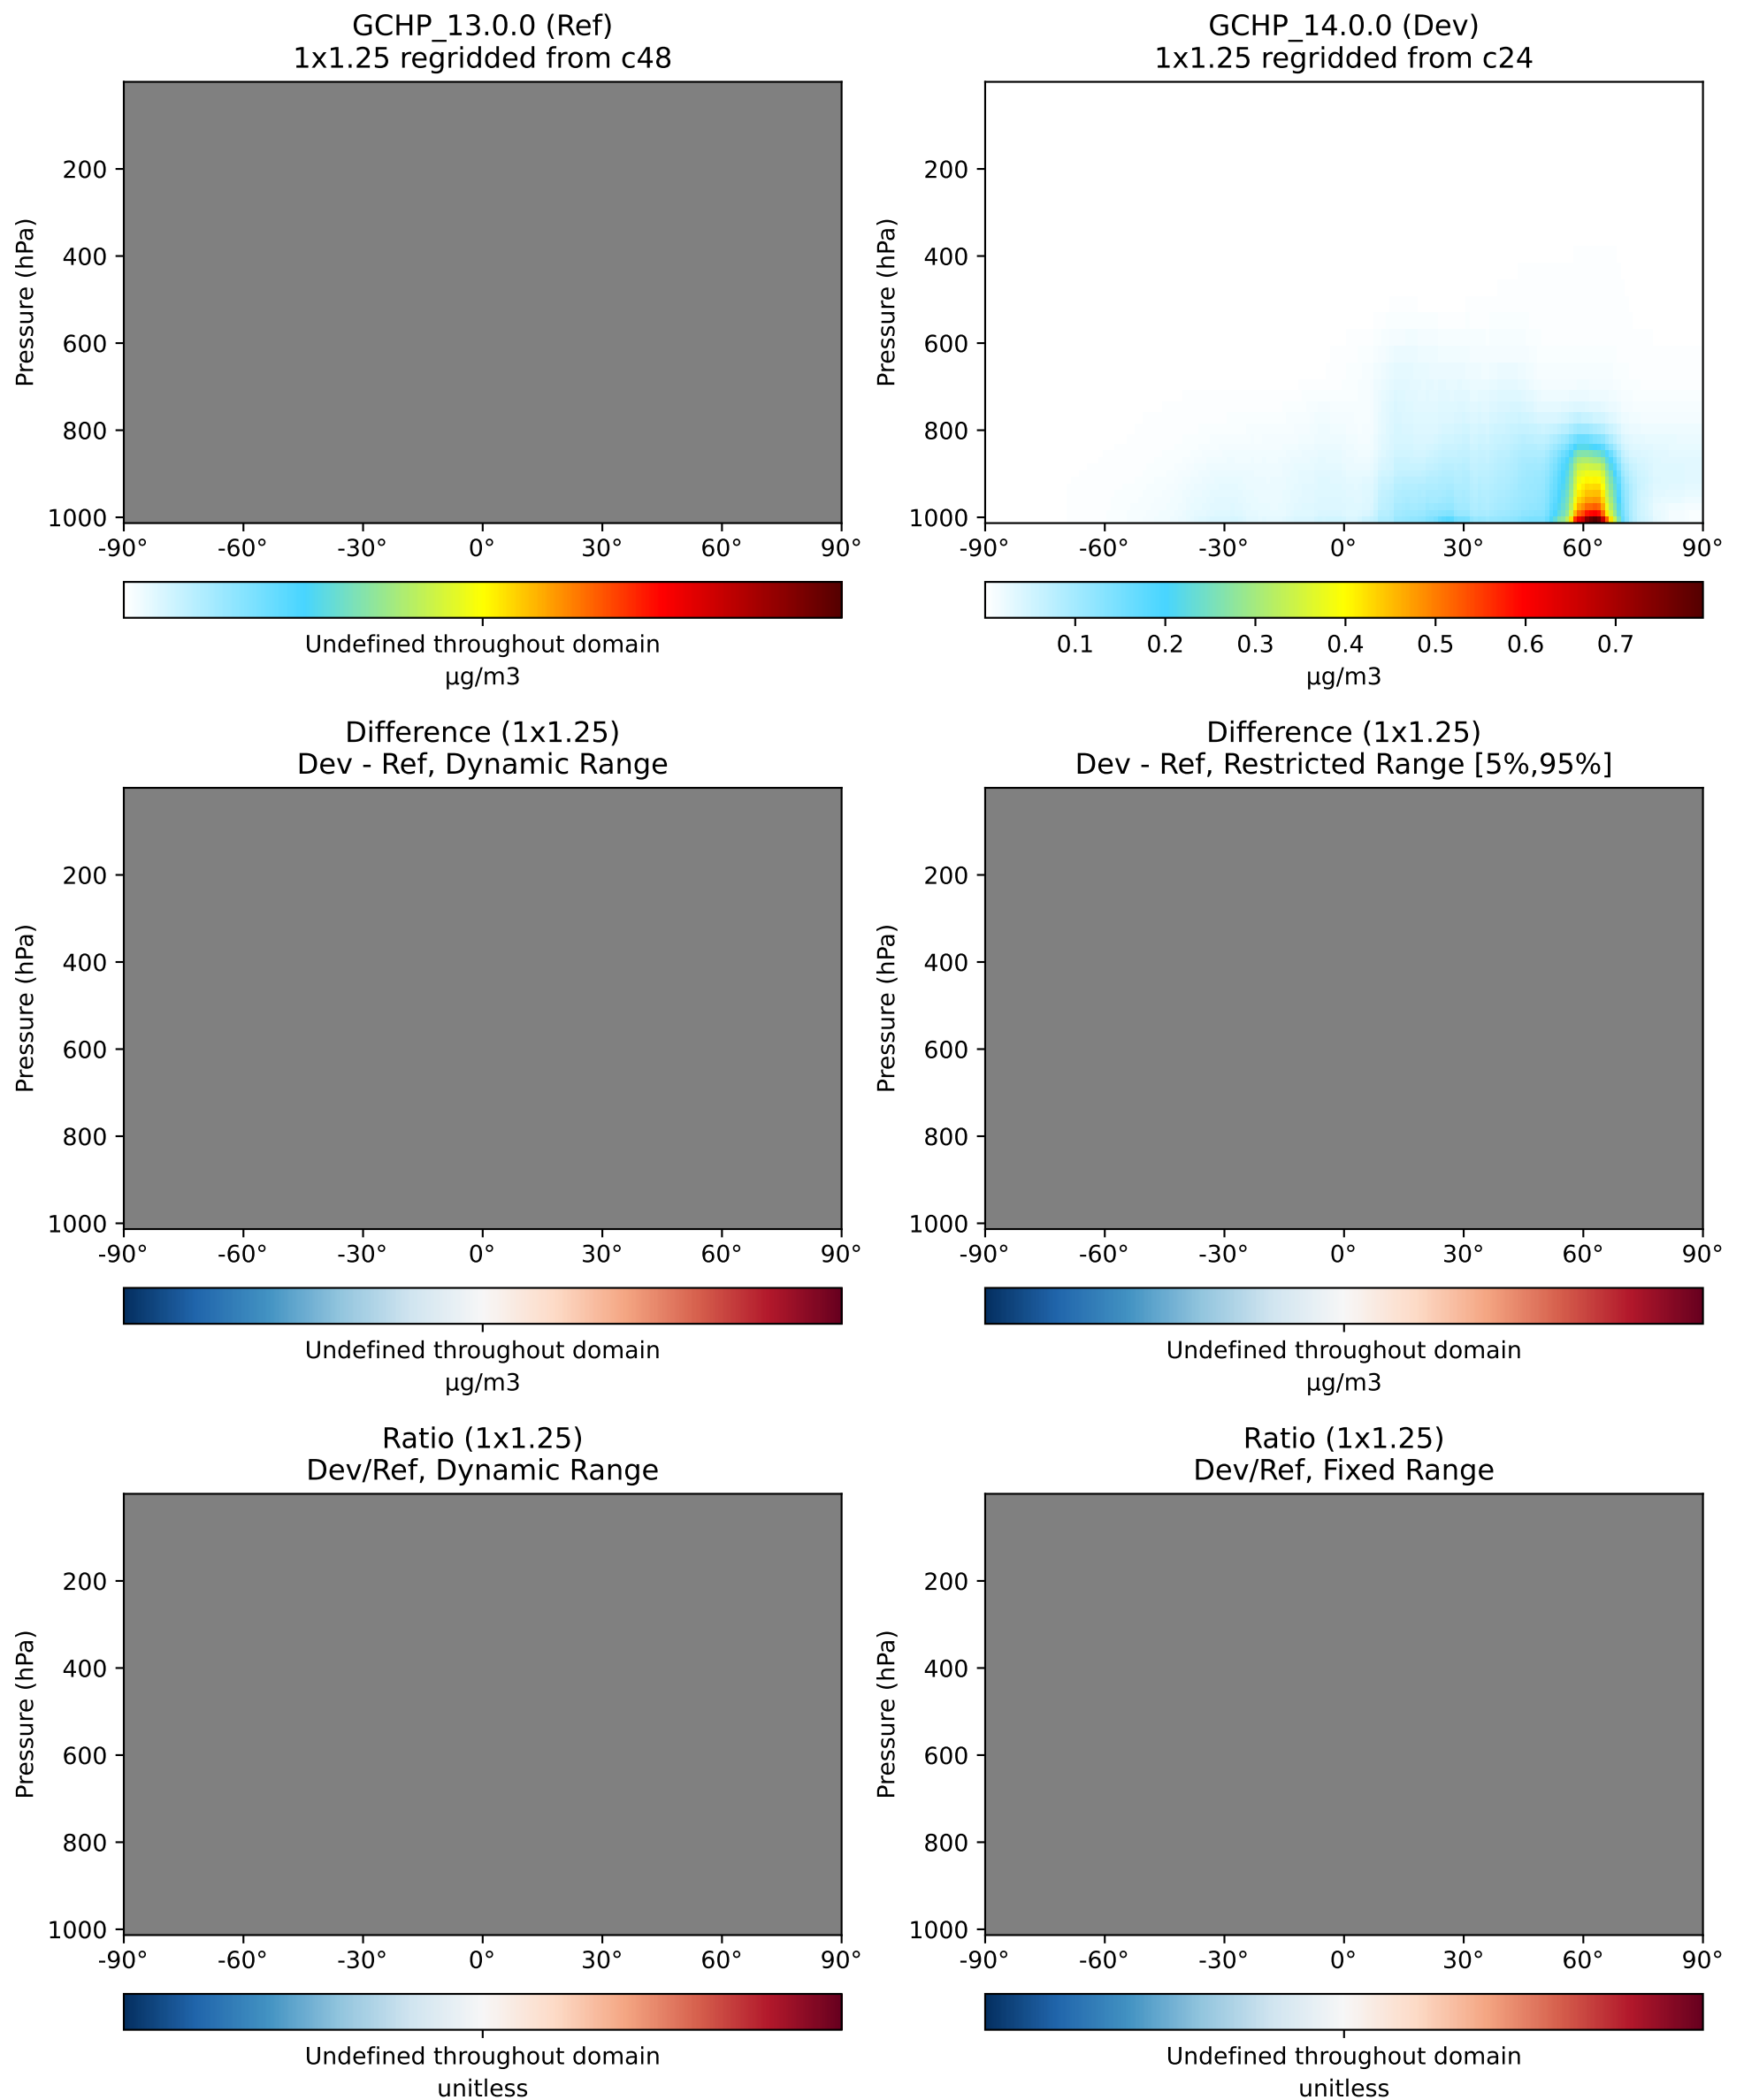 GCHP_13.0.0 (Ref)
1x1.25 regridded from c48
Pressure (hPa)
200
400
600
800
1000
-90° -60° -30° 0° 30° 60° 90°
Undefined throughout domain
μg/m3
GCHP_14.0.0 (Dev)
1x1.25 regridded from c24
Pressure (hPa)
200
400
600
800
1000
-90° -60° -30° 0° 30° 60° 90°
0.1 0.2 0.3 0.4 0.5 0.6 0.7
μg/m3
Difference (1x1.25)
Dev - Ref, Dynamic Range
Pressure (hPa)
200
400
600
800
1000
-90° -60° -30° 0° 30° 60° 90°
Undefined throughout domain
μg/m3
Difference (1x1.25)
Dev - Ref, Restricted Range [5%,95%]
Pressure (hPa)
200
400
600
800
1000
-90° -60° -30° 0° 30° 60° 90°
Undefined throughout domain
μg/m3
Ratio (1x1.25)
Dev/Ref, Dynamic Range
Pressure (hPa)
200
400
600
800
1000
-90° -60° -30° 0° 30° 60° 90°
Undefined throughout domain
unitless
Ratio (1x1.25)
Dev/Ref, Fixed Range
Pressure (hPa)
200
400
600
800
1000
-90° -60° -30° 0° 30° 60° 90°
Undefined throughout domain
unitless